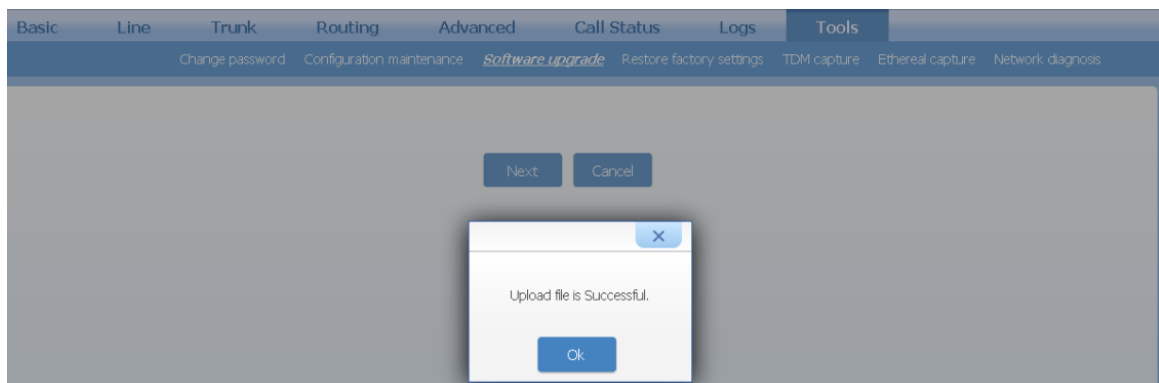 Basic Line Trunk Routing Advanced Call Status Logs Tools
Change password Configuration maintenance Software upgrade Restore factory settings TDM capture Ethereal capture Network diagnosis
Next Cancel
Upload file is Successful.
Ok